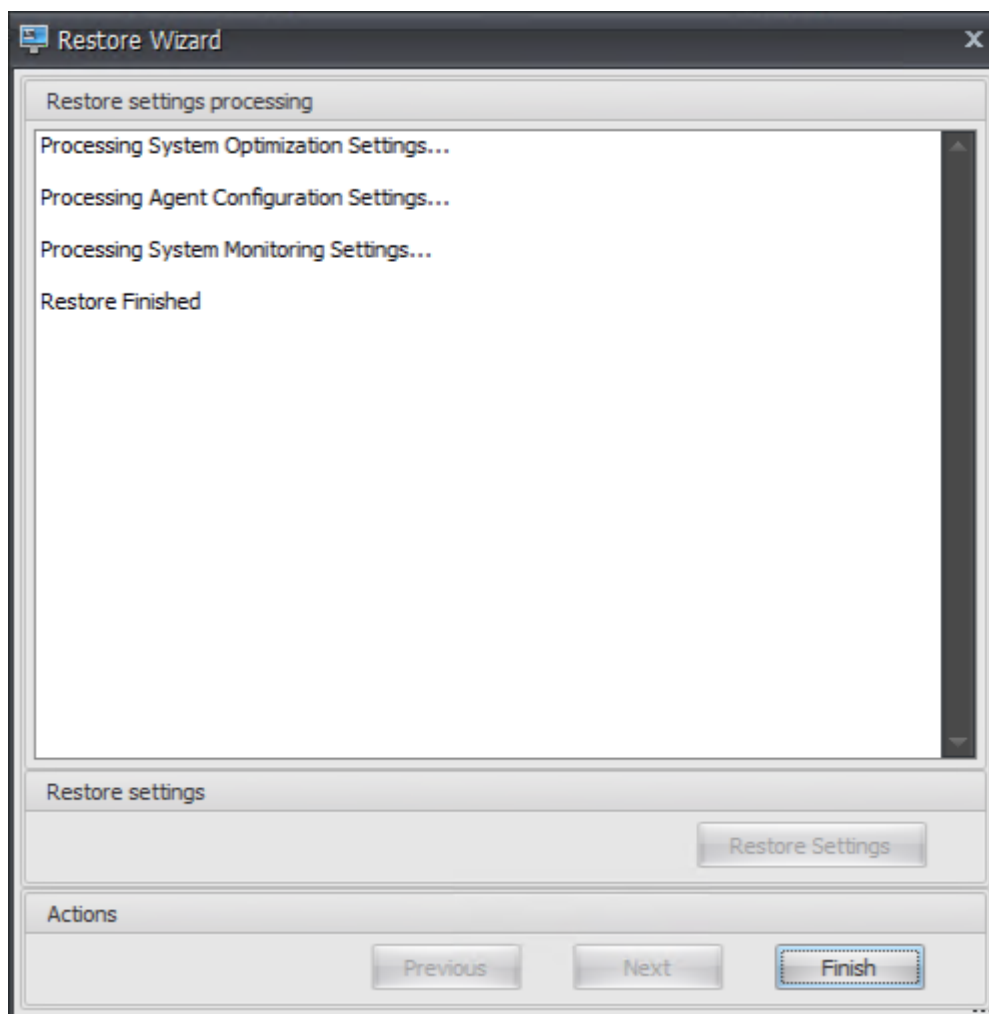 Restore Wizard
Restore settings processing
Processing System Optimization Settings...
Processing Agent Configuration Settings...
Processing System Monitoring Settings...
Restore Finished
Restore settings
Restore Settings
Actions
Previous Next Finish